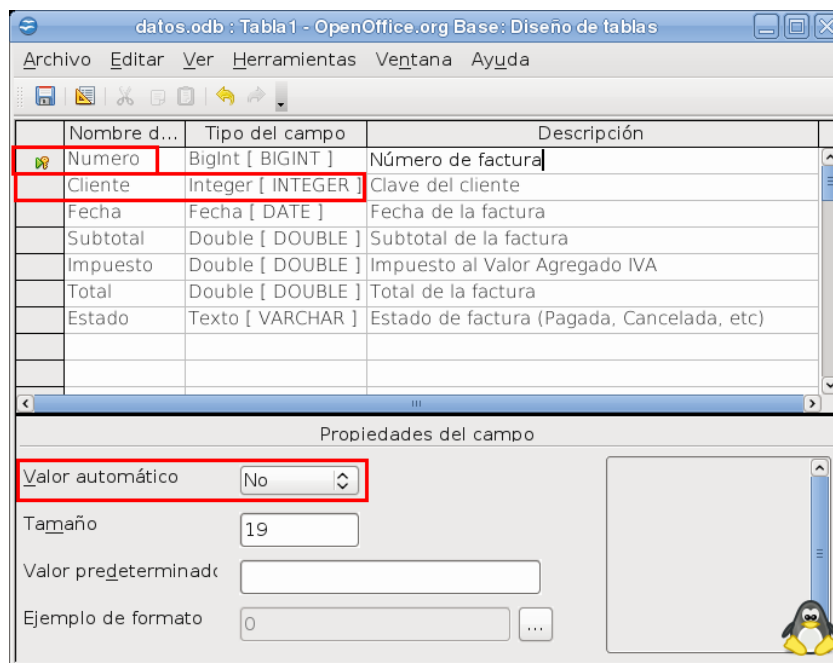 datos.odb : Tabla1 - OpenOffice.org Base: Diseño de tablas
Archivo Editar Ver Herramientas Ventana Ayuda
Nombre d... Tipo del campo Descripción
Numero BigInt [ BIGINT ] Número de factura
Cliente Integer [ INTEGER ] Clave del cliente
Fecha Fecha [ DATE ] Fecha de la factura
Subtotal Double [ DOUBLE ] Subtotal de la factura
Impuesto Double [ DOUBLE ] Impuesto al Valor Agregado IVA
Total Double [ DOUBLE ] Total de la factura
Estado Texto [ VARCHAR ] Estado de factura (Pagada, Cancelada, etc)
Propiedades del campo
Valor automático No
Tamaño 19
Valor predeterminado
Ejemplo de formato 0 ...